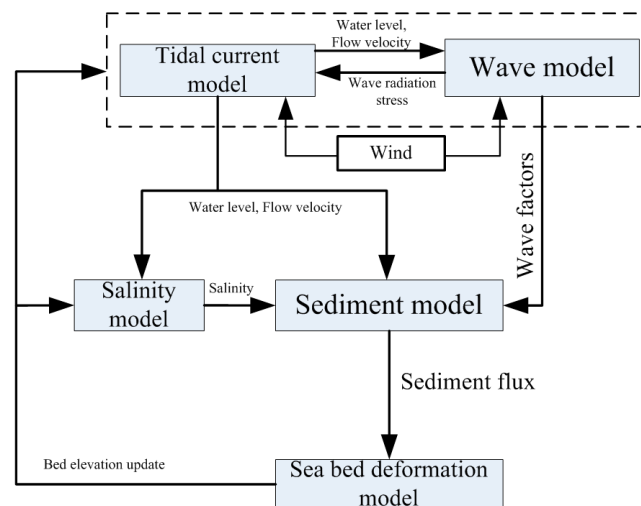 Water level,
Flow velocity
Tidal current
model
Wave model
Wave radiation
stress
Wind
Wave factors
Water level, Flow velocity
Salinity
model
Salinity
Sediment model
Sediment flux
Bed elevation update
Sea bed deformation
model